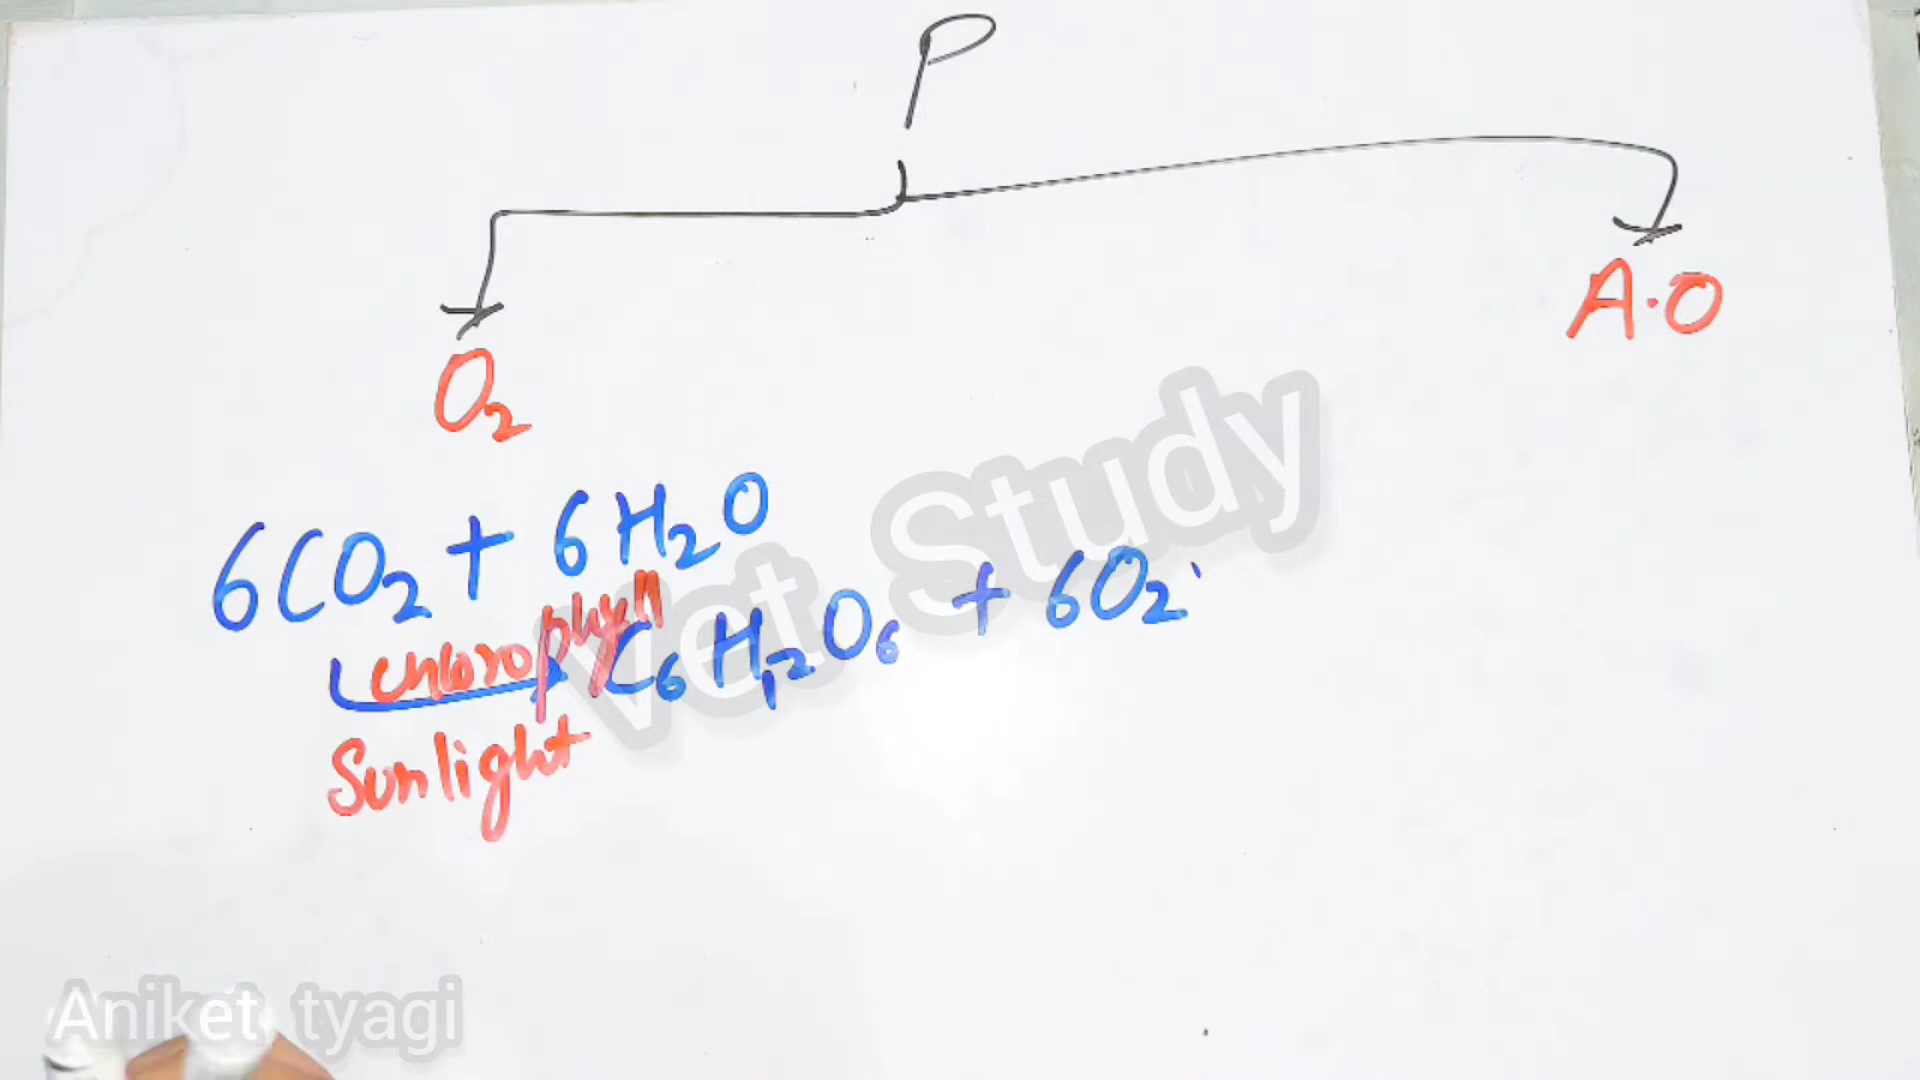 P
O₂
A.O
6CO₂ + 6H₂O
Chlorophyll
C₆H₁₂O₆ + 6O₂
Sunlight
Vet Study
Aniket tyagi